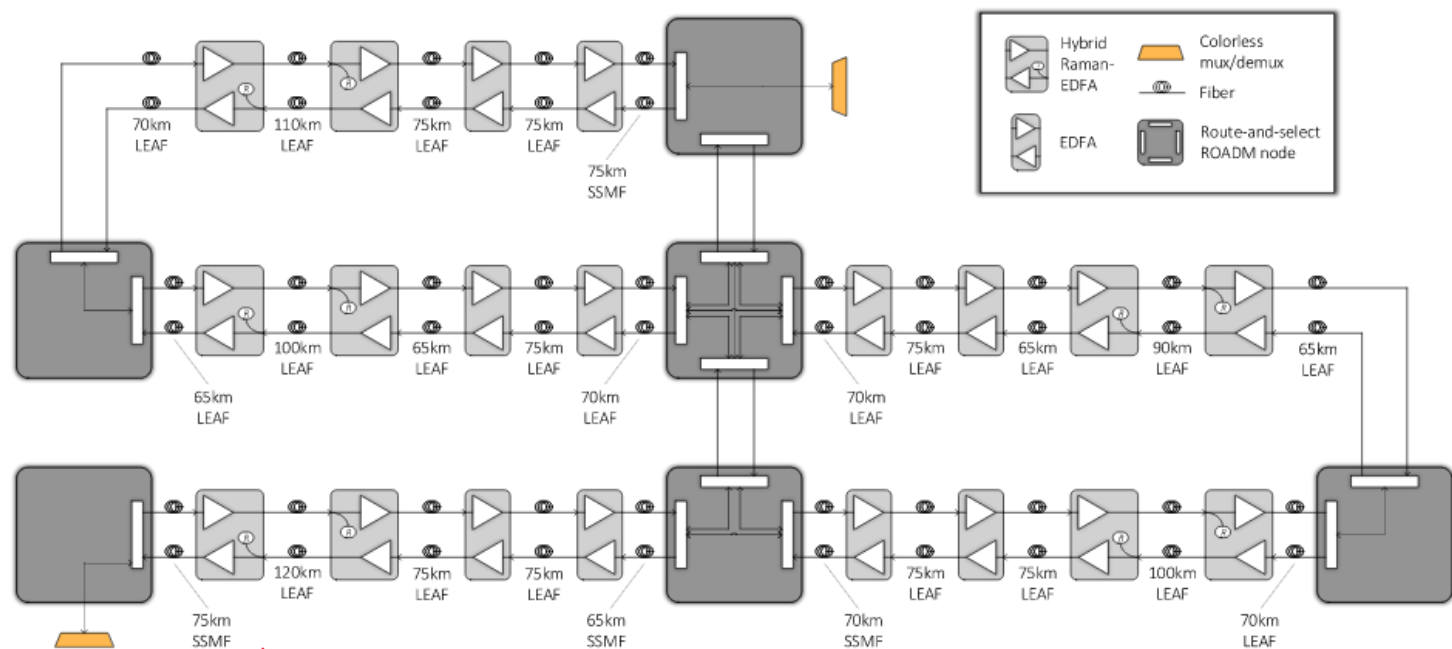 Hybrid
Raman-
EDFA
EDFA
Colorless
mux/demux
Fiber
Route-and-select
ROADM node
R
R
70km
LEAF
110km
LEAF
75km
LEAF
75km
LEAF
75km
SSMF
R
R
65km
LEAF
100km
LEAF
65km
LEAF
75km
LEAF
70km
LEAF
R
R
70km
LEAF
75km
LEAF
65km
LEAF
90km
LEAF
65km
LEAF
R
R
75km
SSMF
120km
LEAF
75km
LEAF
75km
LEAF
65km
SSMF
R
R
70km
SSMF
75km
LEAF
75km
LEAF
100km
LEAF
70km
LEAF